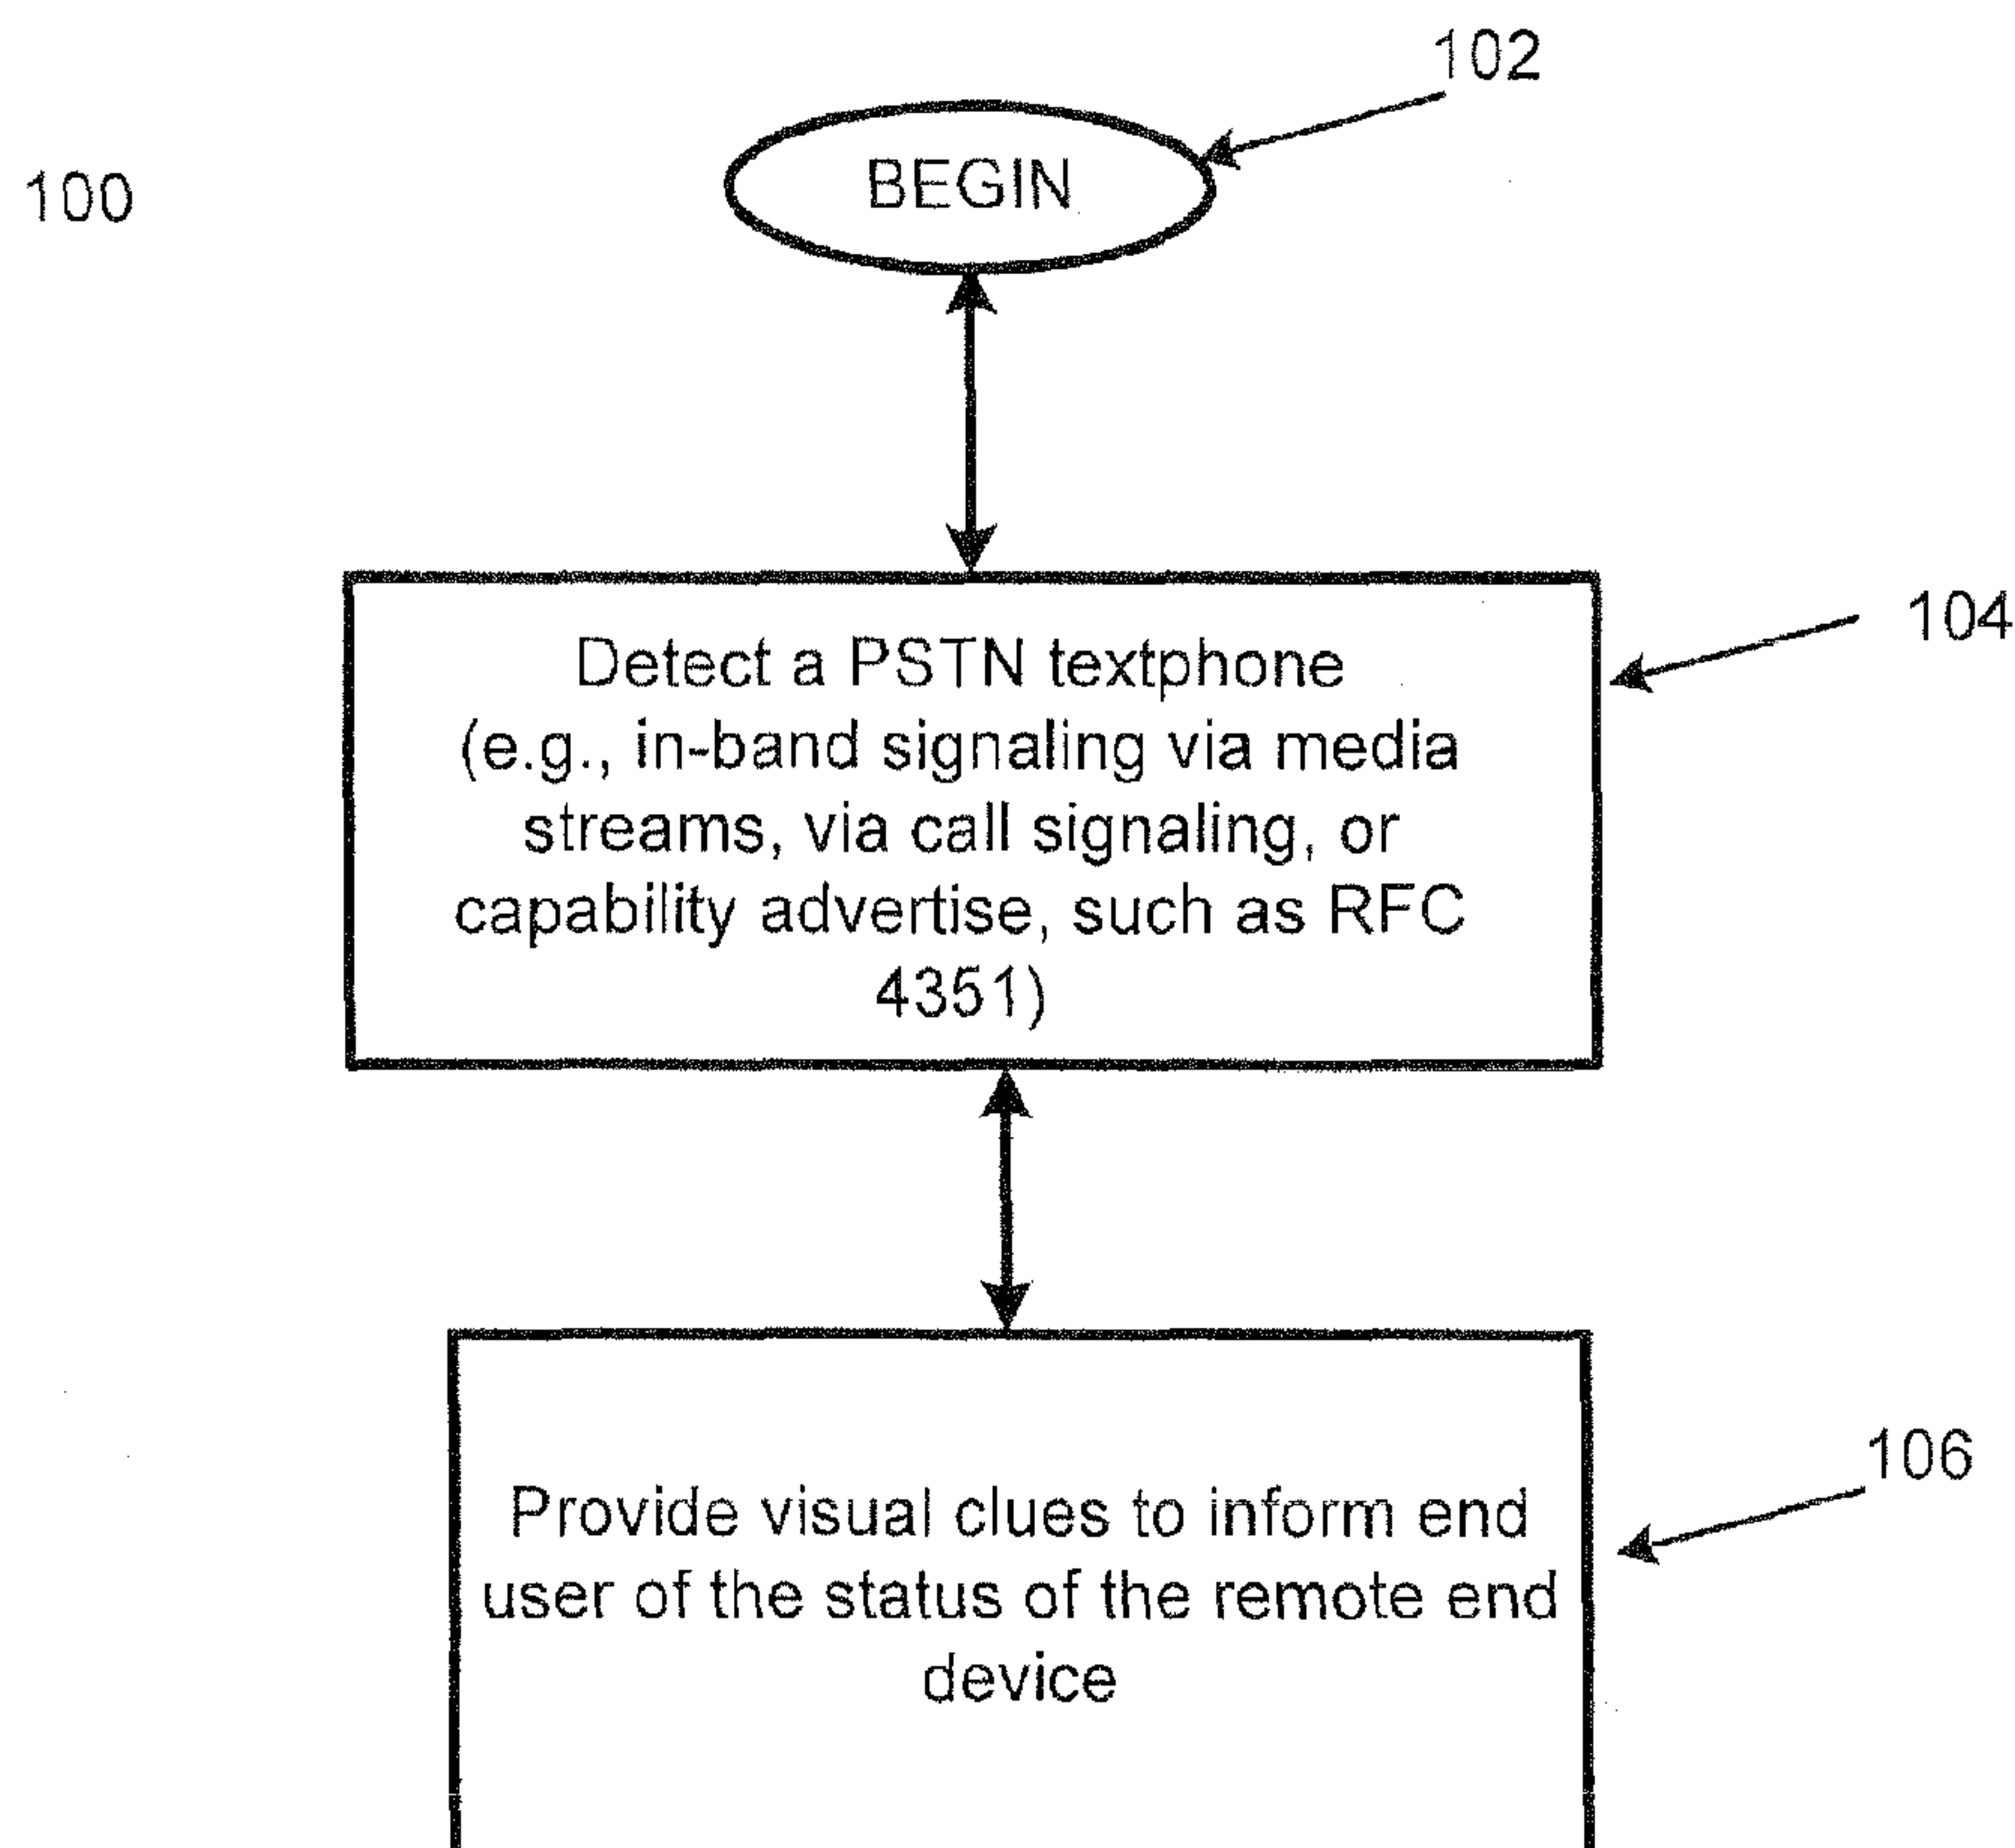 102
100
BEGIN
104
Detect a PSTN textphone
(e.g., in-band signaling via media
streams, via call signaling, or
capability advertise, such as RFC
4351)
106
Provide visual clues to inform end
user of the status of the remote end
device